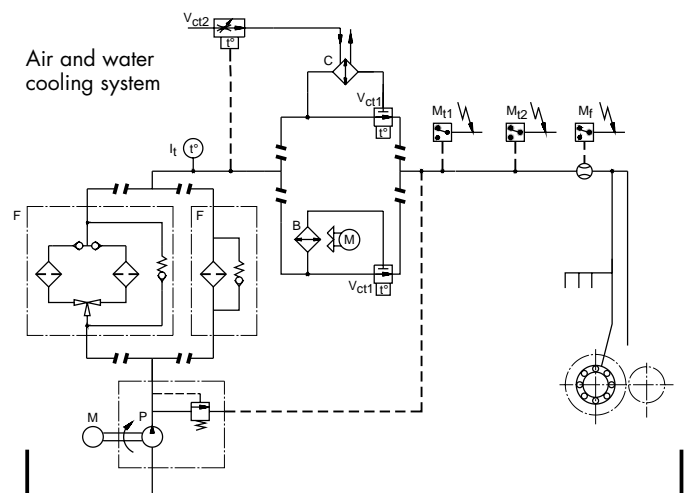 Air and water
cooling system
Vct2
t°
C
Vct1
t°
It
t°
Mt1
Mt2
Mf
F
F
B
M
Vct1
t°
M
P